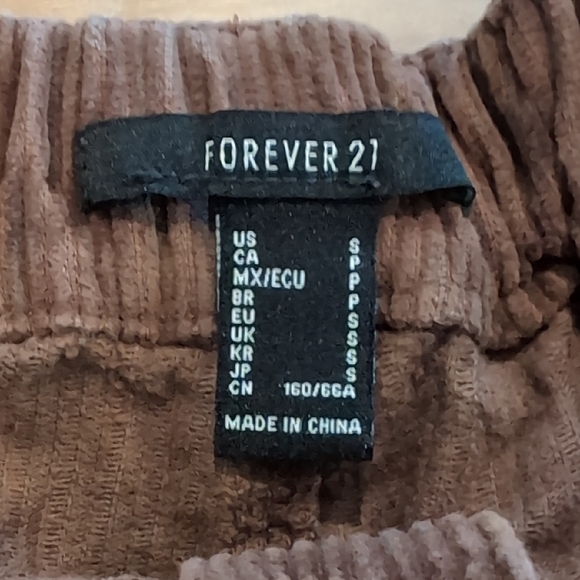 FOREVER 21
US S
CA P
MX/ECU P
BR P
EU S
UK S
KR S
JP S
CN 160/66A
MADE IN CHINA